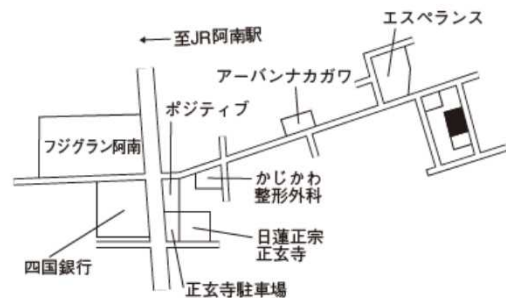 エスペランス
← 至JR阿南駅
アーバンナカガワ
ポジティブ
フジグラン阿南
かじかわ
整形外科
日蓮正宗
正玄寺
四国銀行
正玄寺駐車場